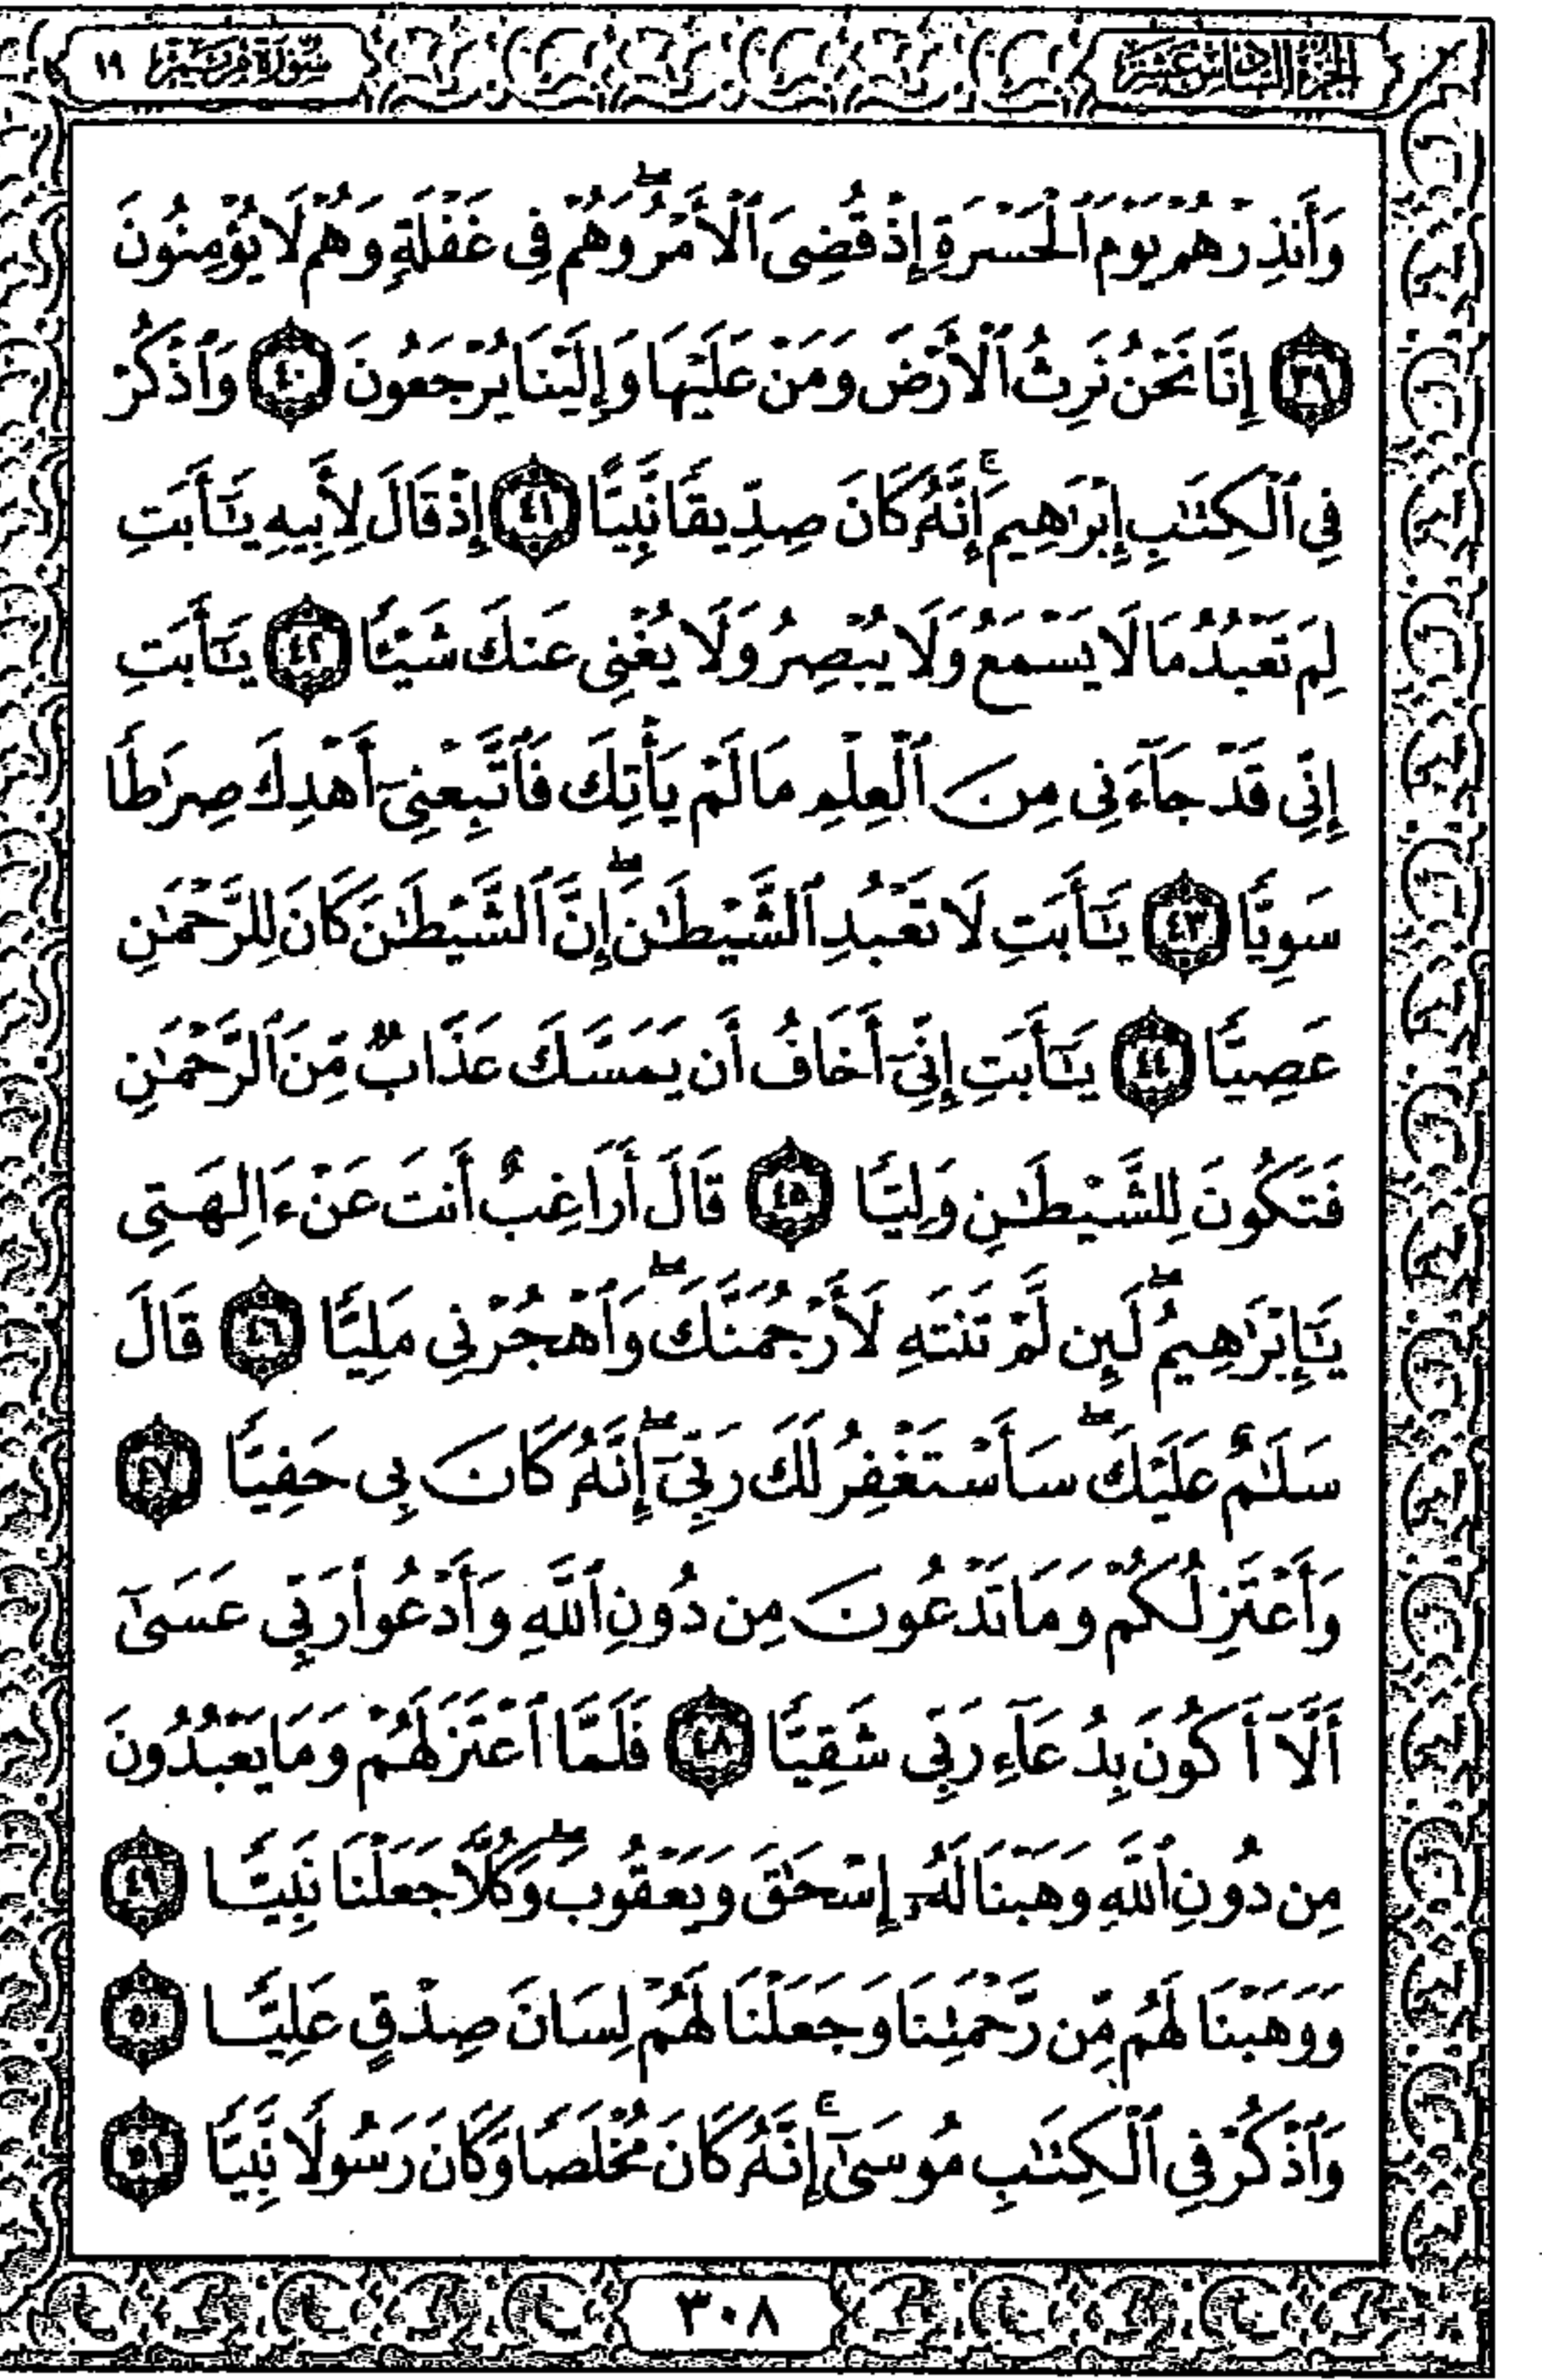 الجزء السادس عشر
سورة مريم ١٩
وَأَنذِرْهُمْ يَوْمَ ٱلْحَسْرَةِ إِذْ قُضِىَ ٱلْأَمْرُ ۖ وَهُمْ فِى غَفْلَةٍ وَهُمْ لَا يُؤْمِنُونَ
٣٩ إِنَّا نَحْنُ نَرِثُ ٱلْأَرْضَ وَمَنْ عَلَيْهَا وَإِلَيْنَا يُرْجَعُونَ ٤٠ وَٱذْكُرْ
فِى ٱلْكِتَٰبِ إِبْرَٰهِيمَ ۚ إِنَّهُۥ كَانَ صِدِّيقًا نَّبِيًّا ٤١ إِذْ قَالَ لِأَبِيهِ يَٰٓأَبَتِ
لِمَ تَعْبُدُ مَا لَا يَسْمَعُ وَلَا يُبْصِرُ وَلَا يُغْنِى عَنكَ شَيْـًٔا ٤٢ يَٰٓأَبَتِ
إِنِّى قَدْ جَآءَنِى مِنَ ٱلْعِلْمِ مَا لَمْ يَأْتِكَ فَٱتَّبِعْنِىٓ أَهْدِكَ صِرَٰطًا
سَوِيًّا ٤٣ يَٰٓأَبَتِ لَا تَعْبُدِ ٱلشَّيْطَٰنَ ۖ إِنَّ ٱلشَّيْطَٰنَ كَانَ لِلرَّحْمَٰنِ
عَصِيًّا ٤٤ يَٰٓأَبَتِ إِنِّىٓ أَخَافُ أَن يَمَسَّكَ عَذَابٌ مِّنَ ٱلرَّحْمَٰنِ
فَتَكُونَ لِلشَّيْطَٰنِ وَلِيًّا ٤٥ قَالَ أَرَاغِبٌ أَنتَ عَنْ ءَالِهَتِى
يَٰٓإِبْرَٰهِيمُ ۖ لَئِن لَّمْ تَنتَهِ لَأَرْجُمَنَّكَ ۖ وَٱهْجُرْنِى مَلِيًّا ٤٦ قَالَ
سَلَٰمٌ عَلَيْكَ ۖ سَأَسْتَغْفِرُ لَكَ رَبِّىٓ ۖ إِنَّهُۥ كَانَ بِى حَفِيًّا ٤٧
وَأَعْتَزِلُكُمْ وَمَا تَدْعُونَ مِن دُونِ ٱللَّهِ وَأَدْعُوا۟ رَبِّى عَسَىٰٓ
أَلَّآ أَكُونَ بِدُعَآءِ رَبِّى شَقِيًّا ٤٨ فَلَمَّا ٱعْتَزَلَهُمْ وَمَا يَعْبُدُونَ
مِن دُونِ ٱللَّهِ وَهَبْنَا لَهُۥٓ إِسْحَٰقَ وَيَعْقُوبَ ۖ وَكُلًّا جَعَلْنَا نَبِيًّا ٤٩
وَوَهَبْنَا لَهُم مِّن رَّحْمَتِنَا وَجَعَلْنَا لَهُمْ لِسَانَ صِدْقٍ عَلِيًّا ٥٠
وَٱذْكُرْ فِى ٱلْكِتَٰبِ مُوسَىٰٓ ۚ إِنَّهُۥ كَانَ مُخْلَصًا وَكَانَ رَسُولًا نَّبِيًّا ٥١
٣٠٨